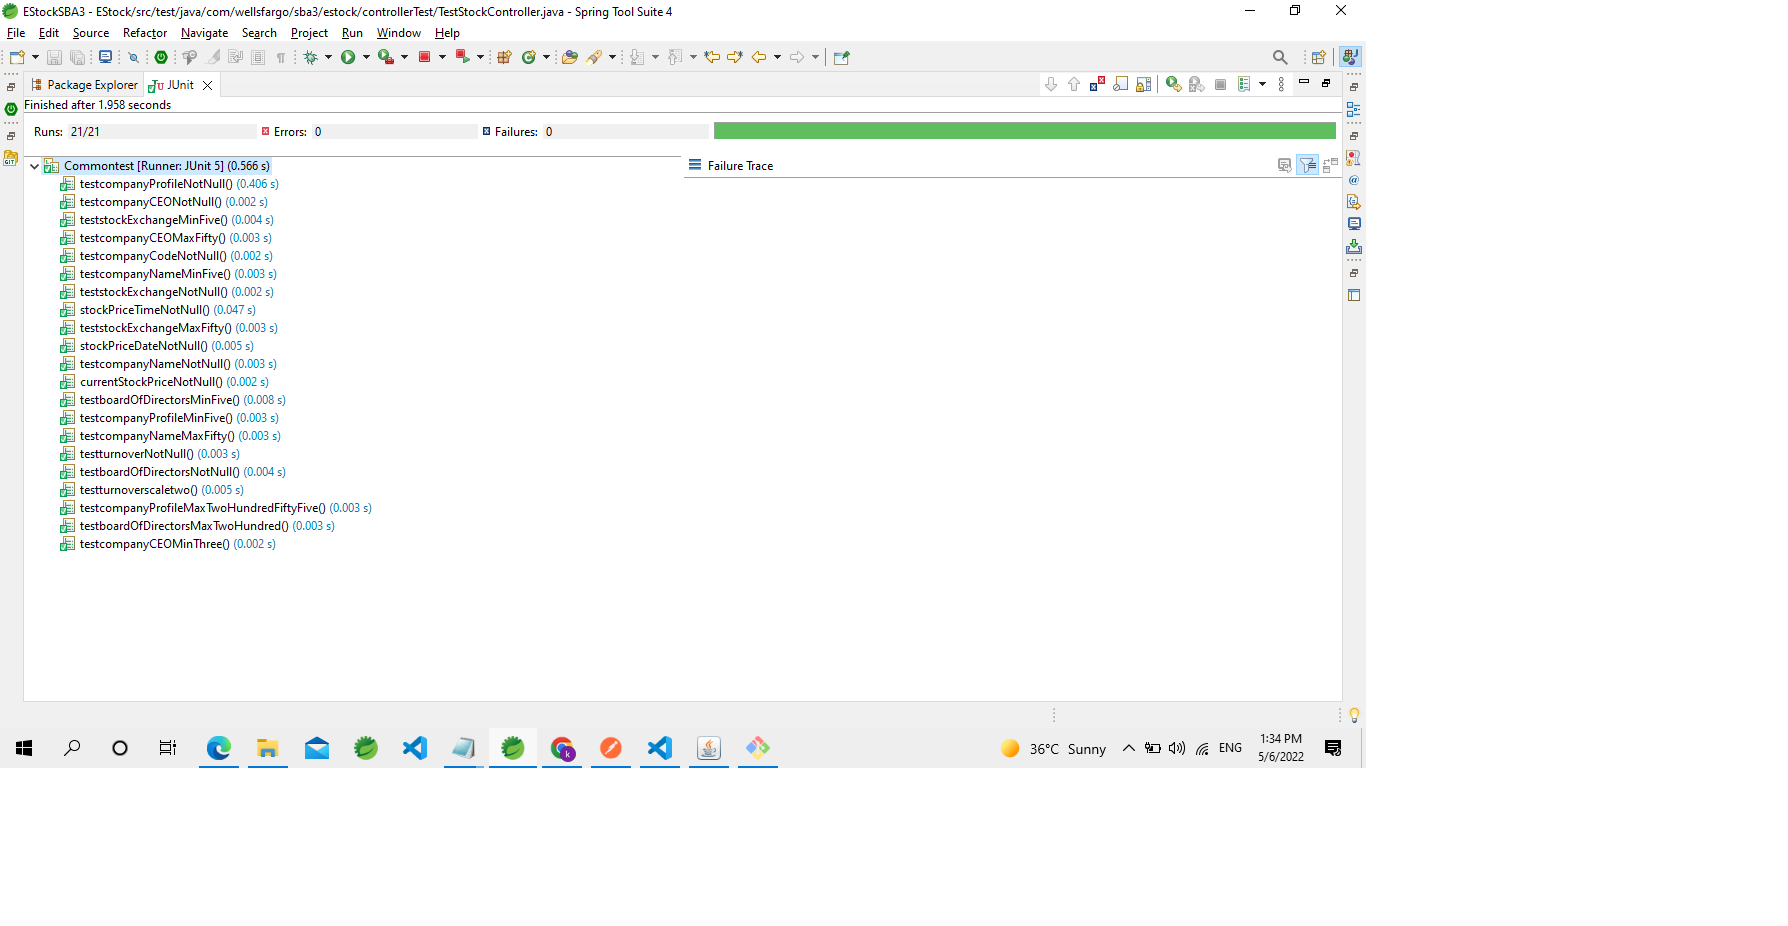 EStockSBA3 - EStock/src/test/java/com/wellsfargo/sba3/estock/controllerTest/TestStockController.java - Spring Tool Suite 4
File Edit Source Refactor Navigate Search Project Run Window Help
Package Explorer JUnit
Finished after 1.958 seconds
Runs: 21/21 Errors: 0 Failures: 0
Commontest [Runner: JUnit 5] (0.566 s) Failure Trace
testcompanyProfileNotNull() (0.406 s)
testcompanyCEONotNull() (0.002 s)
teststockExchangeMinFive() (0.004 s)
testcompanyCEOMaxFifty() (0.003 s)
testcompanyCodeNotNull() (0.002 s)
testcompanyNameMinFive() (0.003 s)
teststockExchangeNotNull() (0.002 s)
stockPriceTimeNotNull() (0.047 s)
teststockExchangeMaxFifty() (0.003 s)
stockPriceDateNotNull() (0.005 s)
testcompanyNameNotNull() (0.003 s)
currentStockPriceNotNull() (0.002 s)
testboardOfDirectorsMinFive() (0.008 s)
testcompanyProfileMinFive() (0.003 s)
testcompanyNameMaxFifty() (0.003 s)
testturnoverNotNull() (0.003 s)
testboardOfDirectorsNotNull() (0.004 s)
testturnoverscaletwo() (0.005 s)
testcompanyProfileMaxTwoHundredFiftyFive() (0.003 s)
testboardOfDirectorsMaxTwoHundred() (0.003 s)
testcompanyCEOMinThree() (0.002 s)
36°C Sunny ENG 1:34 PM
5/6/2022